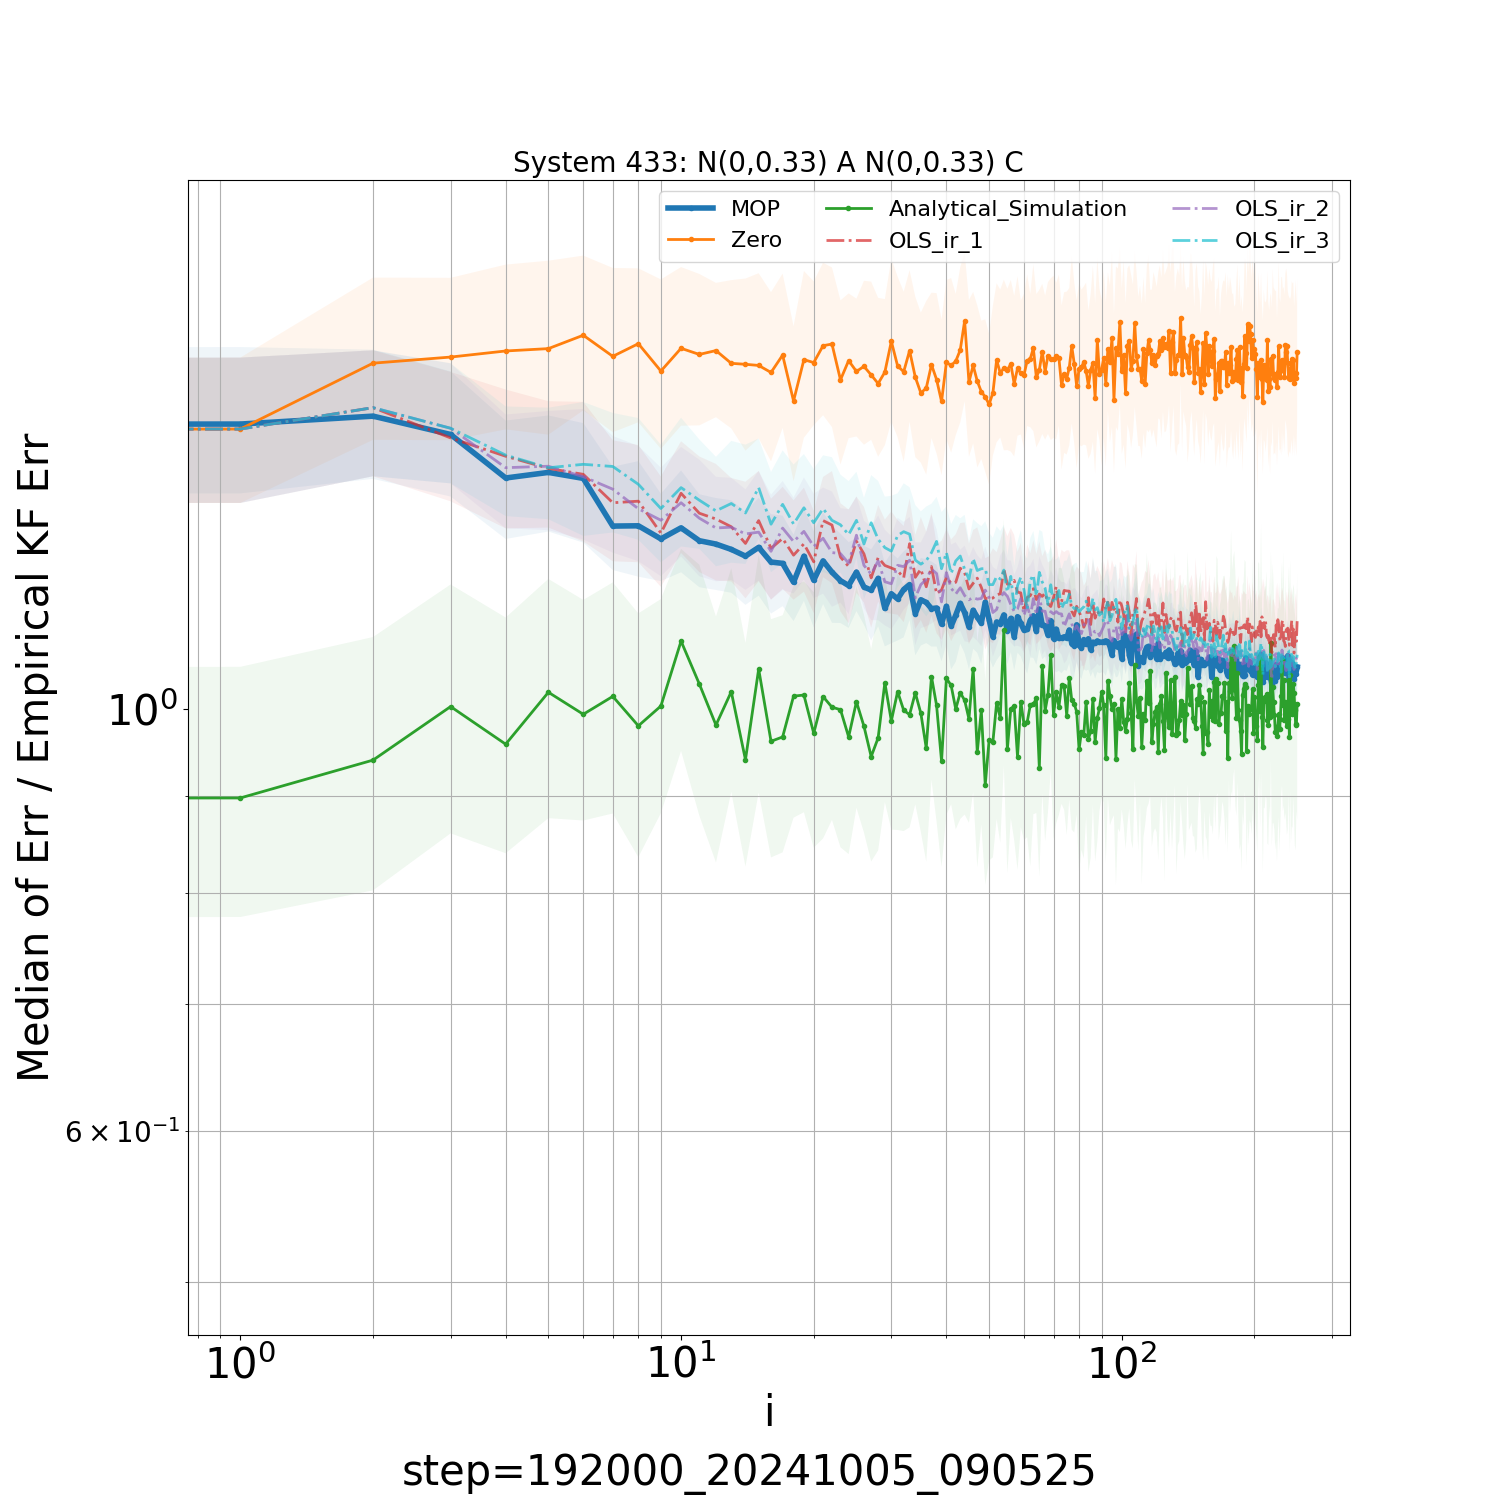 System 433: N(0,0.33) A N(0,0.33) C
MOP
Zero
Analytical_Simulation
OLS_ir_1
OLS_ir_2
OLS_ir_3
Median of Err / Empirical KF Err
10⁰
6 × 10⁻¹
10⁰ 10¹ 10²
i
step=192000_20241005_090525